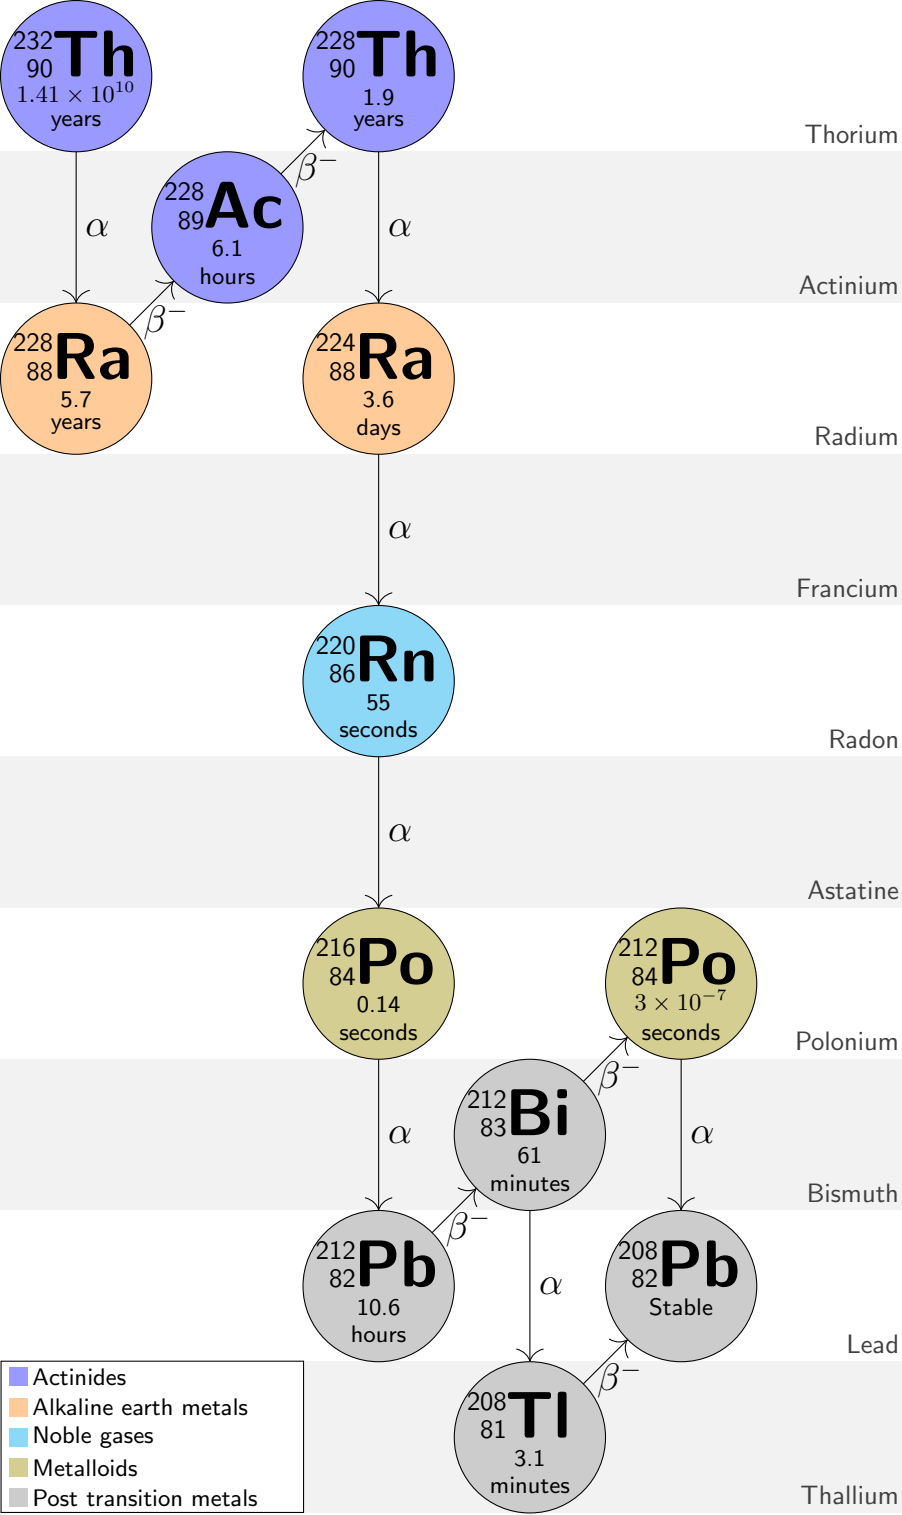 232
90 Th
1.41 × 10¹⁰
years
228
90 Th
1.9
years
Thorium
β⁻
228
89 Ac
6.1
hours
α
α
Actinium
β⁻
228
88 Ra
5.7
years
224
88 Ra
3.6
days
Radium
α
Francium
220
86 Rn
55
seconds
Radon
α
Astatine
216
84 Po
0.14
seconds
212
84 Po
3 × 10⁻⁷
seconds
Polonium
β⁻
α
212
83 Bi
61
minutes
α
Bismuth
β⁻
212
82 Pb
10.6
hours
α
208
82 Pb
Stable
Lead
β⁻
208
81 Tl
3.1
minutes
Thallium
Actinides
Alkaline earth metals
Noble gases
Metalloids
Post transition metals